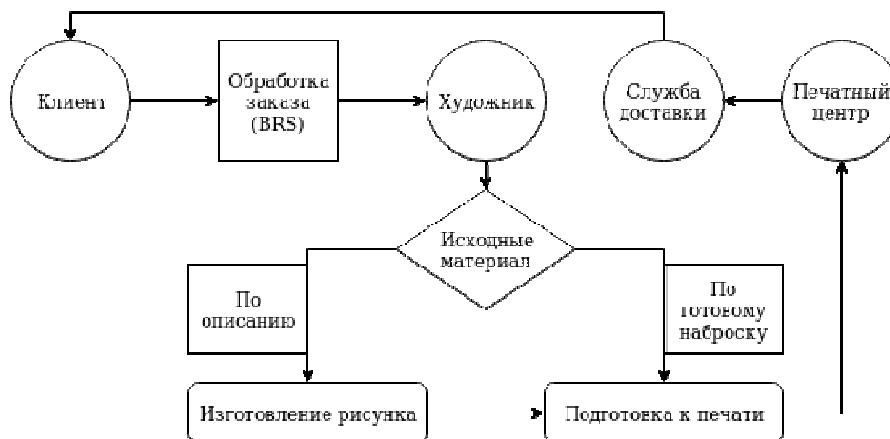 Клиент
Обработка
заказа
(BRS)
Художник
Служба
доставки
Печатный
центр
Исходные
материал
По
описанию
По
готовому
наброску
Изготовление рисунка
Подготовка к печати